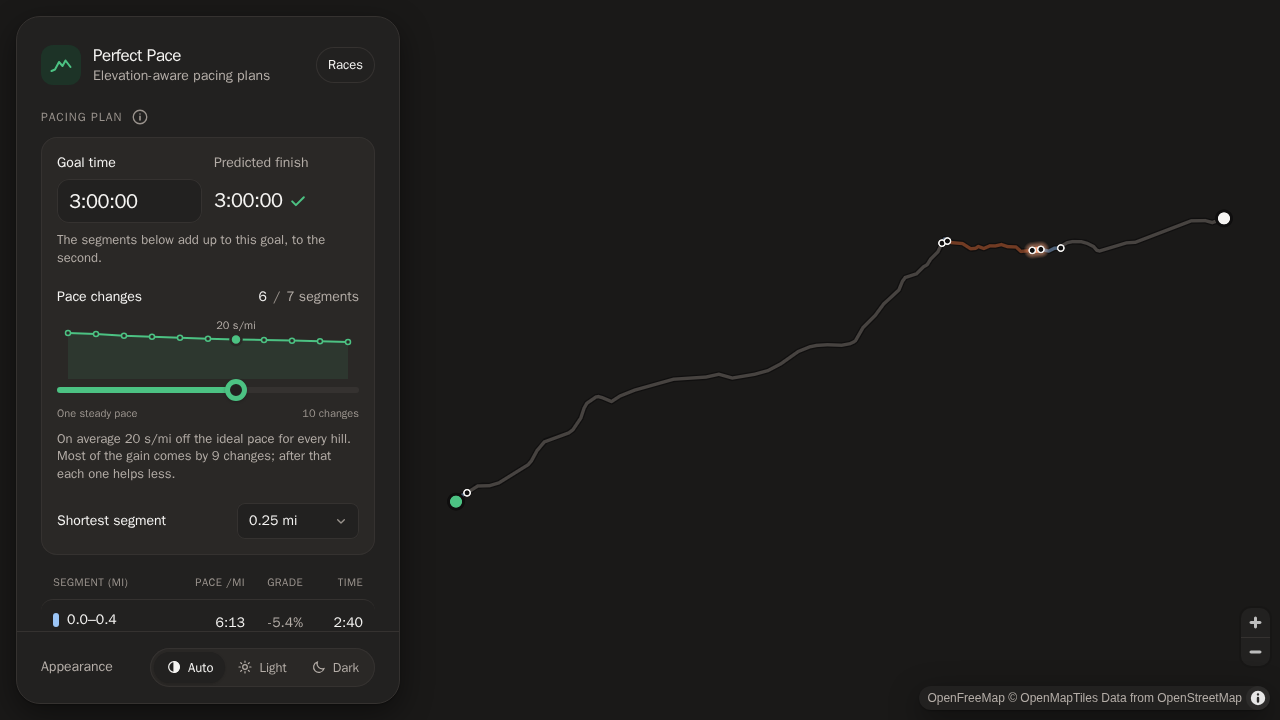 Perfect Pace
Elevation-aware pacing plans
Races
PACING PLAN
Goal time
Predicted finish
3:00:00
3:00:00
The segments below add up to this goal, to the
second.
Pace changes
6 / 7 segments
20 s/mi
One steady pace
10 changes
On average 20 s/mi off the ideal pace for every hill.
Most of the gain comes by 9 changes; after that
each one helps less.
Shortest segment
0.25 mi
SEGMENT (MI) PACE /MI GRADE TIME
0.0–0.4 6:13 -5.4% 2:40
Appearance
Auto
Light
Dark
OpenFreeMap © OpenMapTiles Data from OpenStreetMap